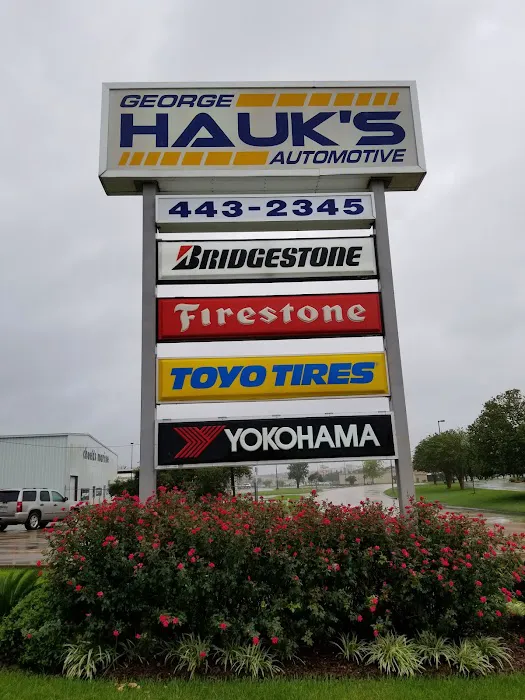 GEORGE
HAUK'S
AUTOMOTIVE
443-2345
BRIDGESTONE
Firestone
TOYO TIRES
YOKOHAMA